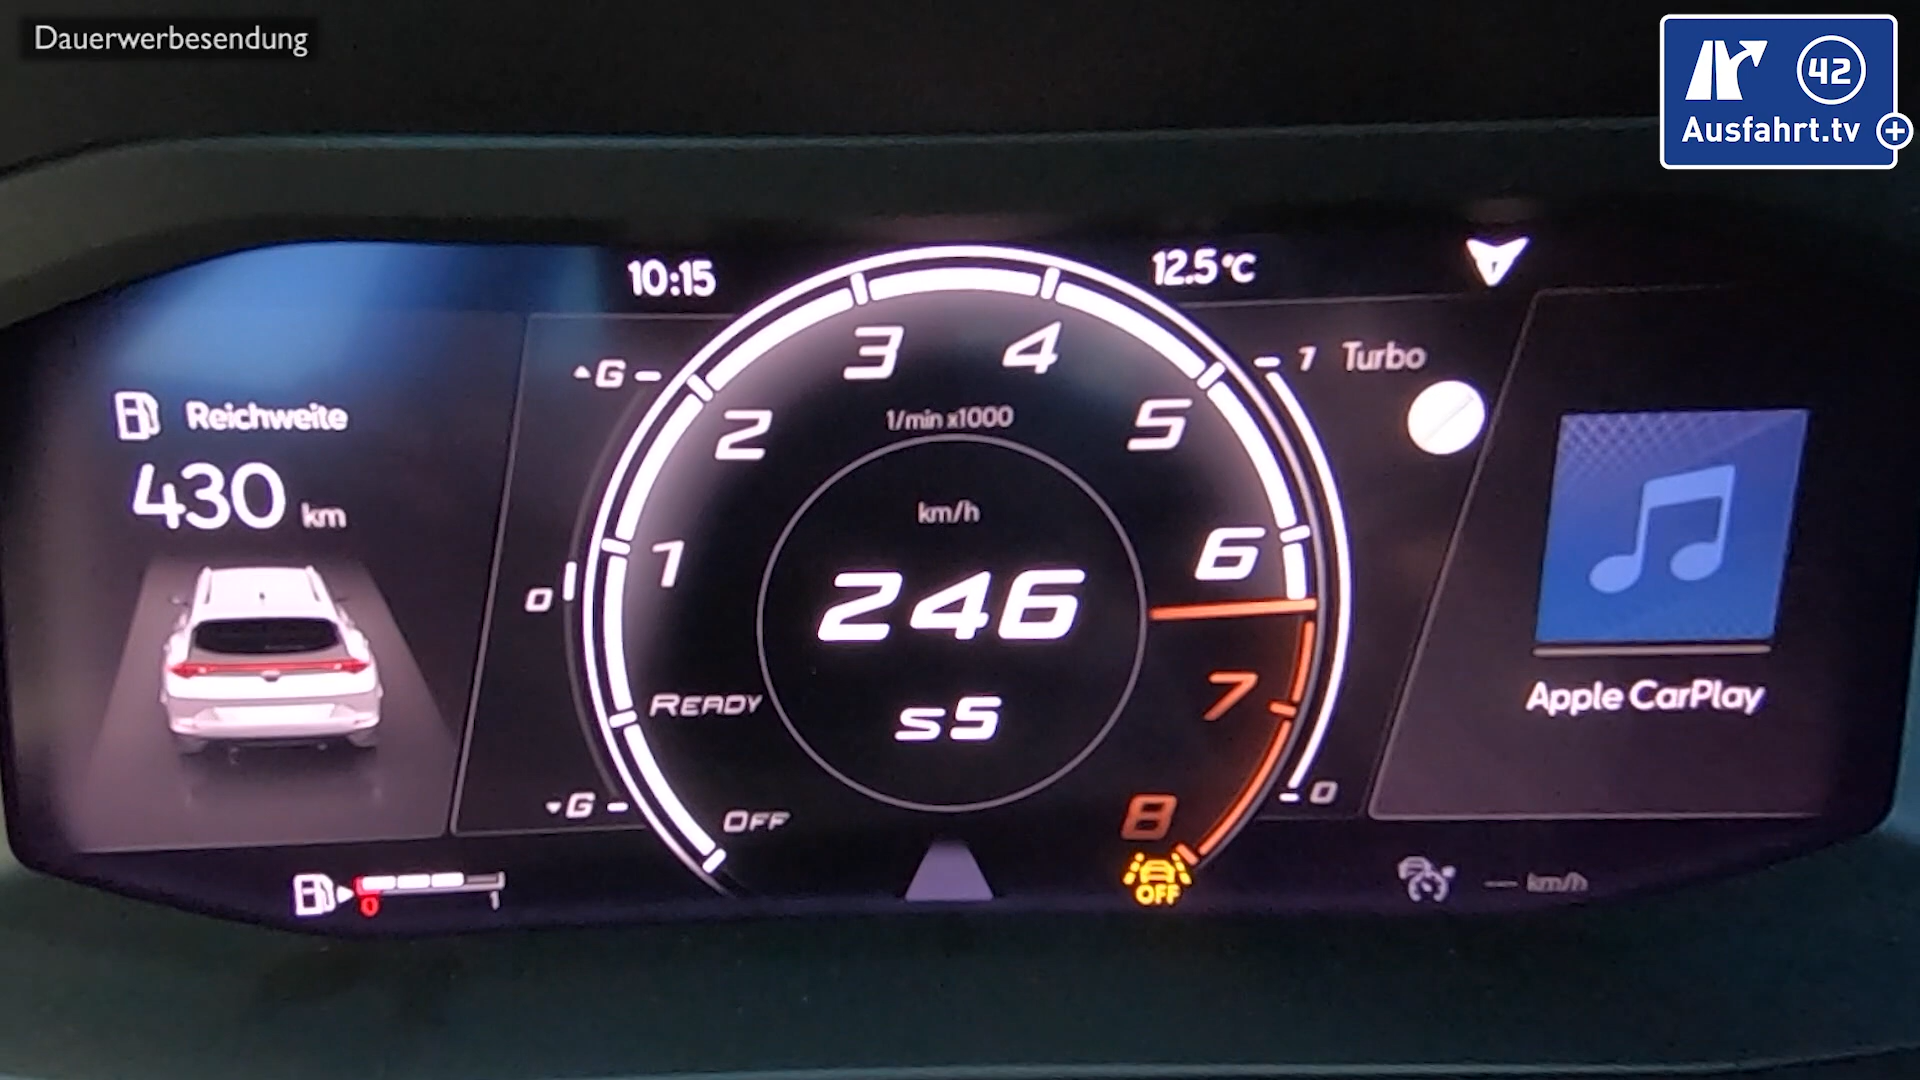 Dauerwerbesendung
42
Ausfahrt.tv
10:15
12.5°C
Reichweite
430 km
G
0
G
1 Turbo
0
1
2
3
4
5
6
7
8
1/min x1000
km/h
246
s5
READY
OFF
Apple CarPlay
0
1
OFF
--- km/h